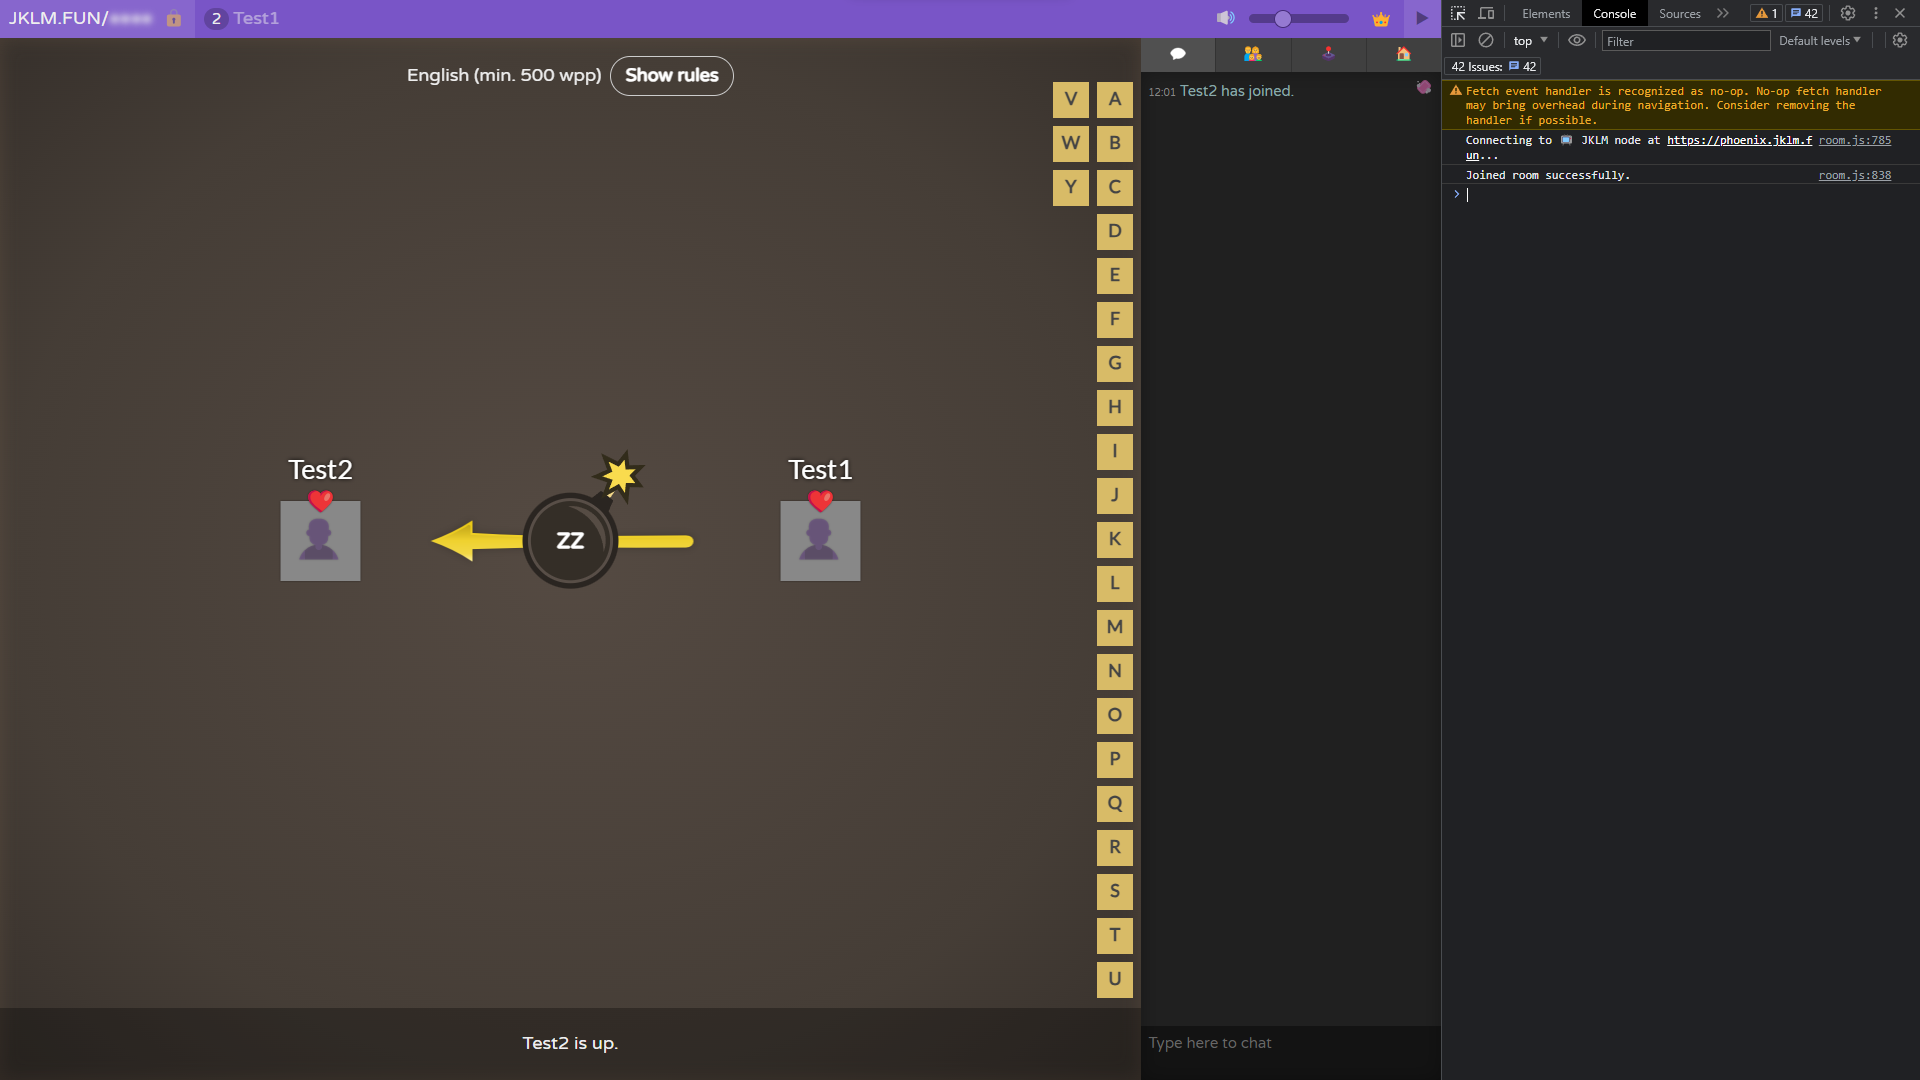 JKLM.FUN/
2 Test1
English (min. 500 wpp) Show rules
V A
W B
Y C
D
E
F
G
H
I
J
K
L
M
N
O
P
Q
R
S
T
U
Test2
Test1
ZZ
Test2 is up.
12:01 Test2 has joined.
Type here to chat
Elements Console Sources 1 42
top Filter Default levels
42 Issues: 42
Fetch event handler is recognized as no-op. No-op fetch handler
may bring overhead during navigation. Consider removing the
handler if possible.
Connecting to JKLM node at https://phoenix.jklm.f room.js:785
un...
Joined room successfully. room.js:838